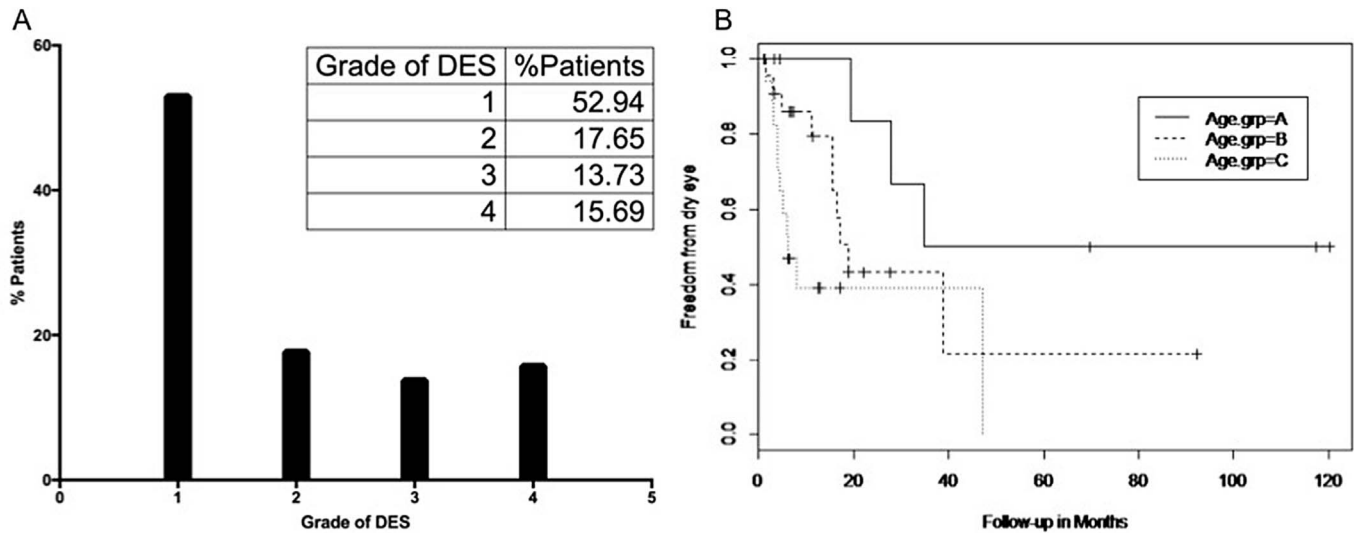 A
60
40
20
0
% Patients
0 1 2 3 4 5
Grade of DES
Grade of DES %Patients
1 52.94
2 17.65
3 13.73
4 15.69
B
1.0
0.8
0.6
0.4
0.2
0.0
Freedom from dry eye
Age.grp=A
Age.grp=B
Age.grp=C
0 20 40 60 80 100 120
Follow-up in Months